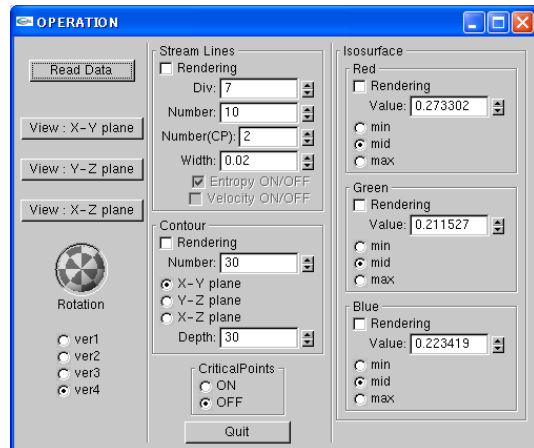 OPERATION
Read Data
View : X-Y plane
View : Y-Z plane
View : X-Z plane
Rotation
ver1
ver2
ver3
ver4
Stream Lines
Rendering
Div: 7
Number: 10
Number(CP): 2
Width: 0.02
Entropy ON/OFF
Velocity ON/OFF
Contour
Rendering
Number: 30
X-Y plane
Y-Z plane
X-Z plane
Depth: 30
CriticalPoints
ON
OFF
Quit
Isosurface
Red
Rendering
Value: 0.273302
min
mid
max
Green
Rendering
Value: 0.211527
min
mid
max
Blue
Rendering
Value: 0.223419
min
mid
max